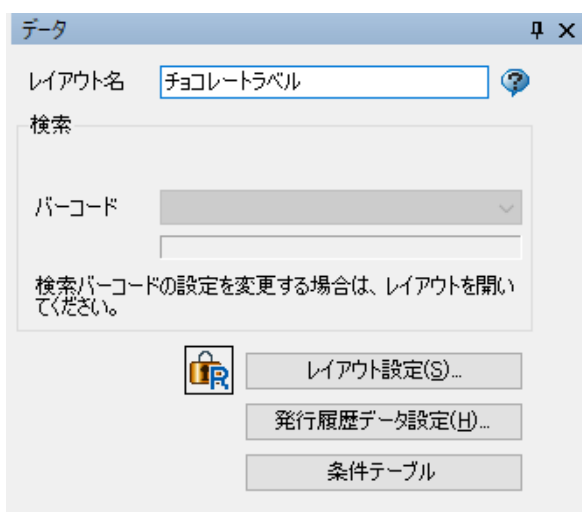 データ
レイアウト名 チョコレートラベル
検索
バーコード
検索バーコードの設定を変更する場合は、レイアウトを開い
てください。
R
レイアウト設定(S)...
発行履歴データ設定(H)...
条件テーブル